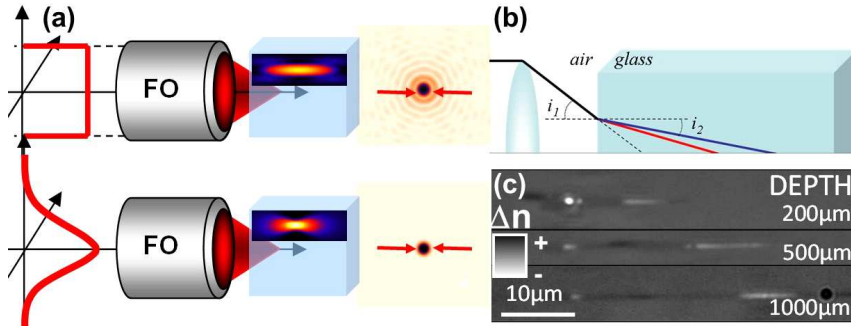 (a)
FO
FO
(b)
air glass
i1
i2
(c)
DEPTH
200μm
Δn
+
-
500μm
10μm
1000μm